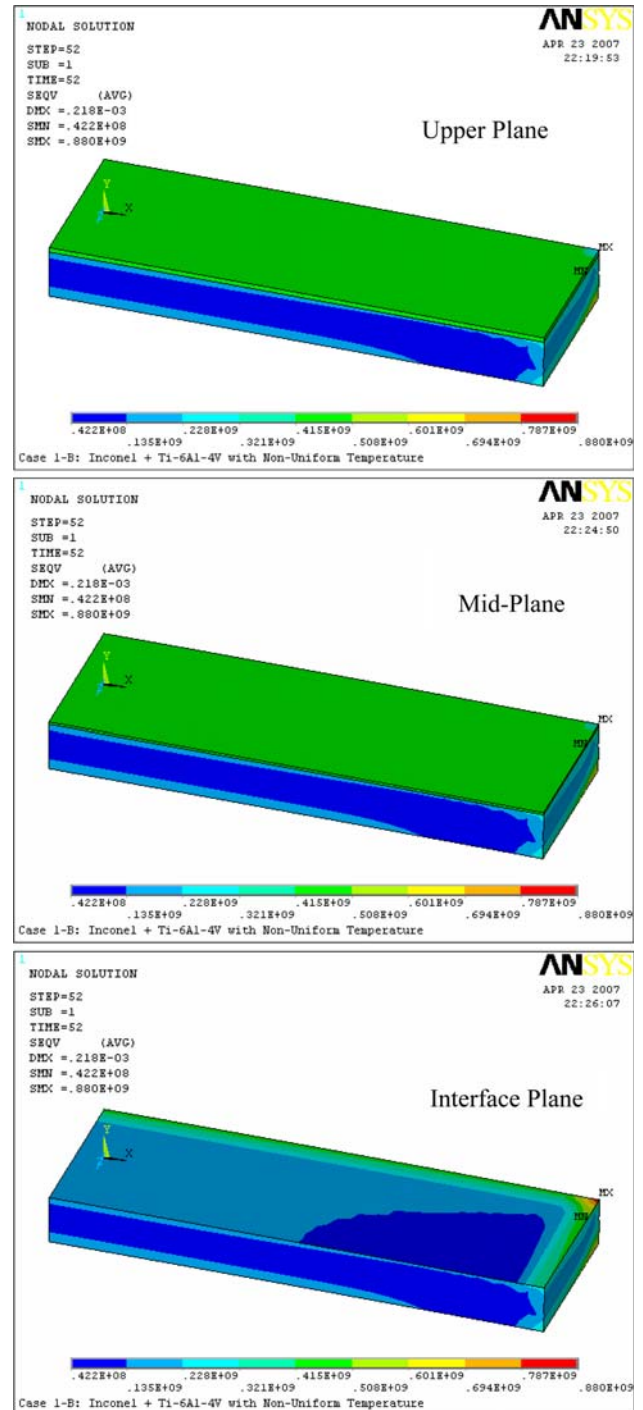 1
NODAL SOLUTION
STEP=52
SUB =1
TIME=52
SEQV (AVG)
DMX =.218E-03
SMN =.422E+08
SMX =.880E+09
ANSYS
APR 23 2007
22:19:53
Upper Plane
Y
Z X
MX
MN
.422E+08 .228E+09 .415E+09 .601E+09 .787E+09
.135E+09 .321E+09 .508E+09 .694E+09 .880E+09
Case 1-B: Inconel + Ti-6Al-4V with Non-Uniform Temperature
1
NODAL SOLUTION
STEP=52
SUB =1
TIME=52
SEQV (AVG)
DMX =.218E-03
SMN =.422E+08
SMX =.880E+09
ANSYS
APR 23 2007
22:24:50
Mid-Plane
Y
Z X
MX
MN
.422E+08 .228E+09 .415E+09 .601E+09 .787E+09
.135E+09 .321E+09 .508E+09 .694E+09 .880E+09
Case 1-B: Inconel + Ti-6Al-4V with Non-Uniform Temperature
1
NODAL SOLUTION
STEP=52
SUB =1
TIME=52
SEQV (AVG)
DMX =.218E-03
SMN =.422E+08
SMX =.880E+09
ANSYS
APR 23 2007
22:26:07
Interface Plane
Y
Z X
MX
MN
.422E+08 .228E+09 .415E+09 .601E+09 .787E+09
.135E+09 .321E+09 .508E+09 .694E+09 .880E+09
Case 1-B: Inconel + Ti-6Al-4V with Non-Uniform Temperature